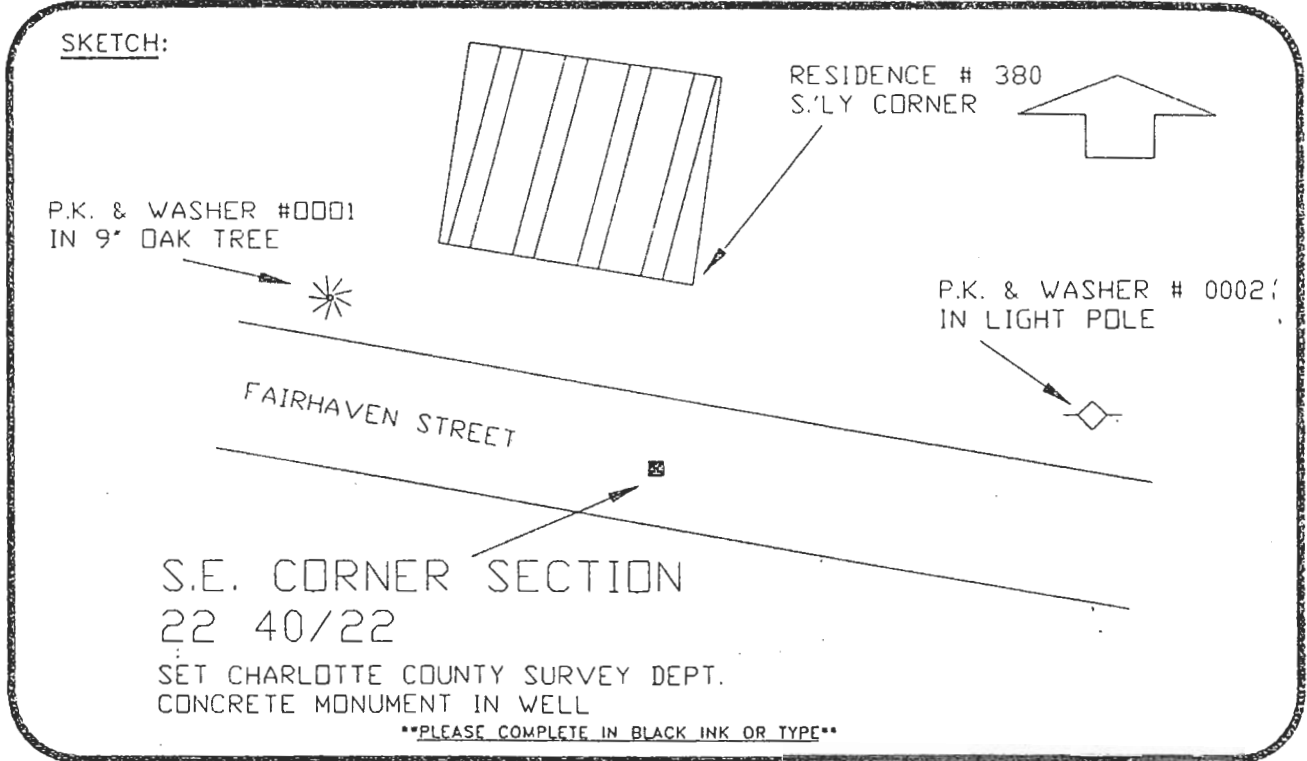 SKETCH:
RESIDENCE # 380
S.'LY CORNER
P.K. & WASHER #0001
IN 9" OAK TREE
P.K. & WASHER # 0002
IN LIGHT POLE
FAIRHAVEN STREET
S.E. CORNER SECTION
22 40/22
SET CHARLOTTE COUNTY SURVEY DEPT.
CONCRETE MONUMENT IN WELL
**PLEASE COMPLETE IN BLACK INK OR TYPE**